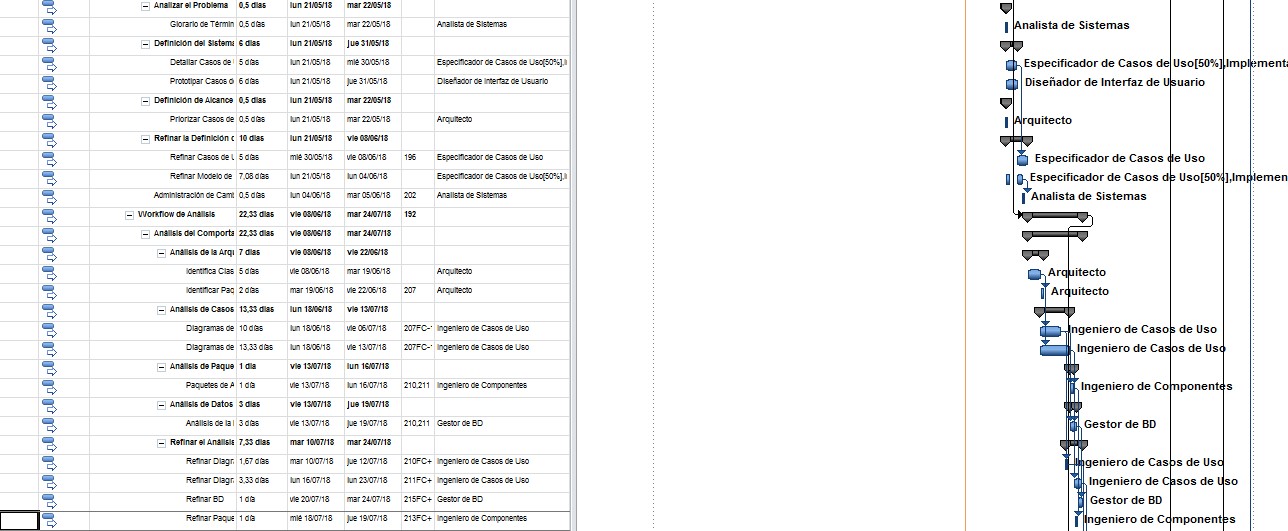 Analizar el Problema 0,5 días lun 21/05/18 mar 22/05/18
Glorario de Términ 0,5 días lun 21/05/18 mar 22/05/18 Analista de Sistemas Analista de Sistemas
Definición del Sistema 6 días lun 21/05/18 jue 31/05/18
Detallar Casos de 5 días lun 21/05/18 mié 30/05/18 Especificador de Casos de Uso[50%],I Especificador de Casos de Uso[50%],Implementa
Prototipar Casos d 6 días lun 21/05/18 jue 31/05/18 Diseñador de Interfaz de Usuario Diseñador de Interfaz de Usuario
Definición de Alcance 0,5 días lun 21/05/18 mar 22/05/18
Priorizar Casos de 0,5 días lun 21/05/18 mar 22/05/18 Arquitecto Arquitecto
Refinar la Definición d 10 días lun 21/05/18 vie 08/06/18
Refinar Casos de U 5 días mié 30/05/18 vie 08/06/18 196 Especificador de Casos de Uso Especificador de Casos de Uso
Refinar Modelo de 7,08 días lun 21/05/18 lun 04/06/18 Especificador de Casos de Uso[50%],I Especificador de Casos de Uso[50%],Implemen
Administración de Camb 0,5 días lun 04/06/18 mar 05/06/18 202 Analista de Sistemas Analista de Sistemas
Workflow de Análisis 22,33 días vie 08/06/18 mar 24/07/18 192
Análisis del Comporta 22,33 días vie 08/06/18 mar 24/07/18
Análisis de la Arqu 7 días vie 08/06/18 vie 22/06/18
Identifica Clas 5 días vie 08/06/18 mar 19/06/18 Arquitecto Arquitecto
Identificar Paq 2 días mar 19/06/18 vie 22/06/18 207 Arquitecto Arquitecto
Análisis de Casos 13,33 días lun 18/06/18 vie 13/07/18
Diagramas de 10 días lun 18/06/18 vie 06/07/18 207FC- Ingeniero de Casos de Uso Ingeniero de Casos de Uso
Diagramas de 13,33 días lun 18/06/18 vie 13/07/18 207FC- Ingeniero de Casos de Uso Ingeniero de Casos de Uso
Análisis de Paque 1 día vie 13/07/18 lun 16/07/18
Paquetes de A 1 día vie 13/07/18 lun 16/07/18 210,211 Ingeniero de Componentes Ingeniero de Componentes
Análisis de Datos 3 días vie 13/07/18 jue 19/07/18
Análisis de la I 3 días vie 13/07/18 jue 19/07/18 210,211 Gestor de BD Gestor de BD
Refinar el Análisis 7,33 días mar 10/07/18 mar 24/07/18
Refinar Diagr 1,67 días mar 10/07/18 jue 12/07/18 210FC+ Ingeniero de Casos de Uso Ingeniero de Casos de Uso
Refinar Diagr 3,33 días lun 16/07/18 lun 23/07/18 211FC+ Ingeniero de Casos de Uso Ingeniero de Casos de Uso
Refinar BD 1 día vie 20/07/18 mar 24/07/18 215FC+ Gestor de BD Gestor de BD
Refinar Paque 1 día mié 18/07/18 jue 19/07/18 213FC+ Ingeniero de Componentes Ingeniero de Componentes